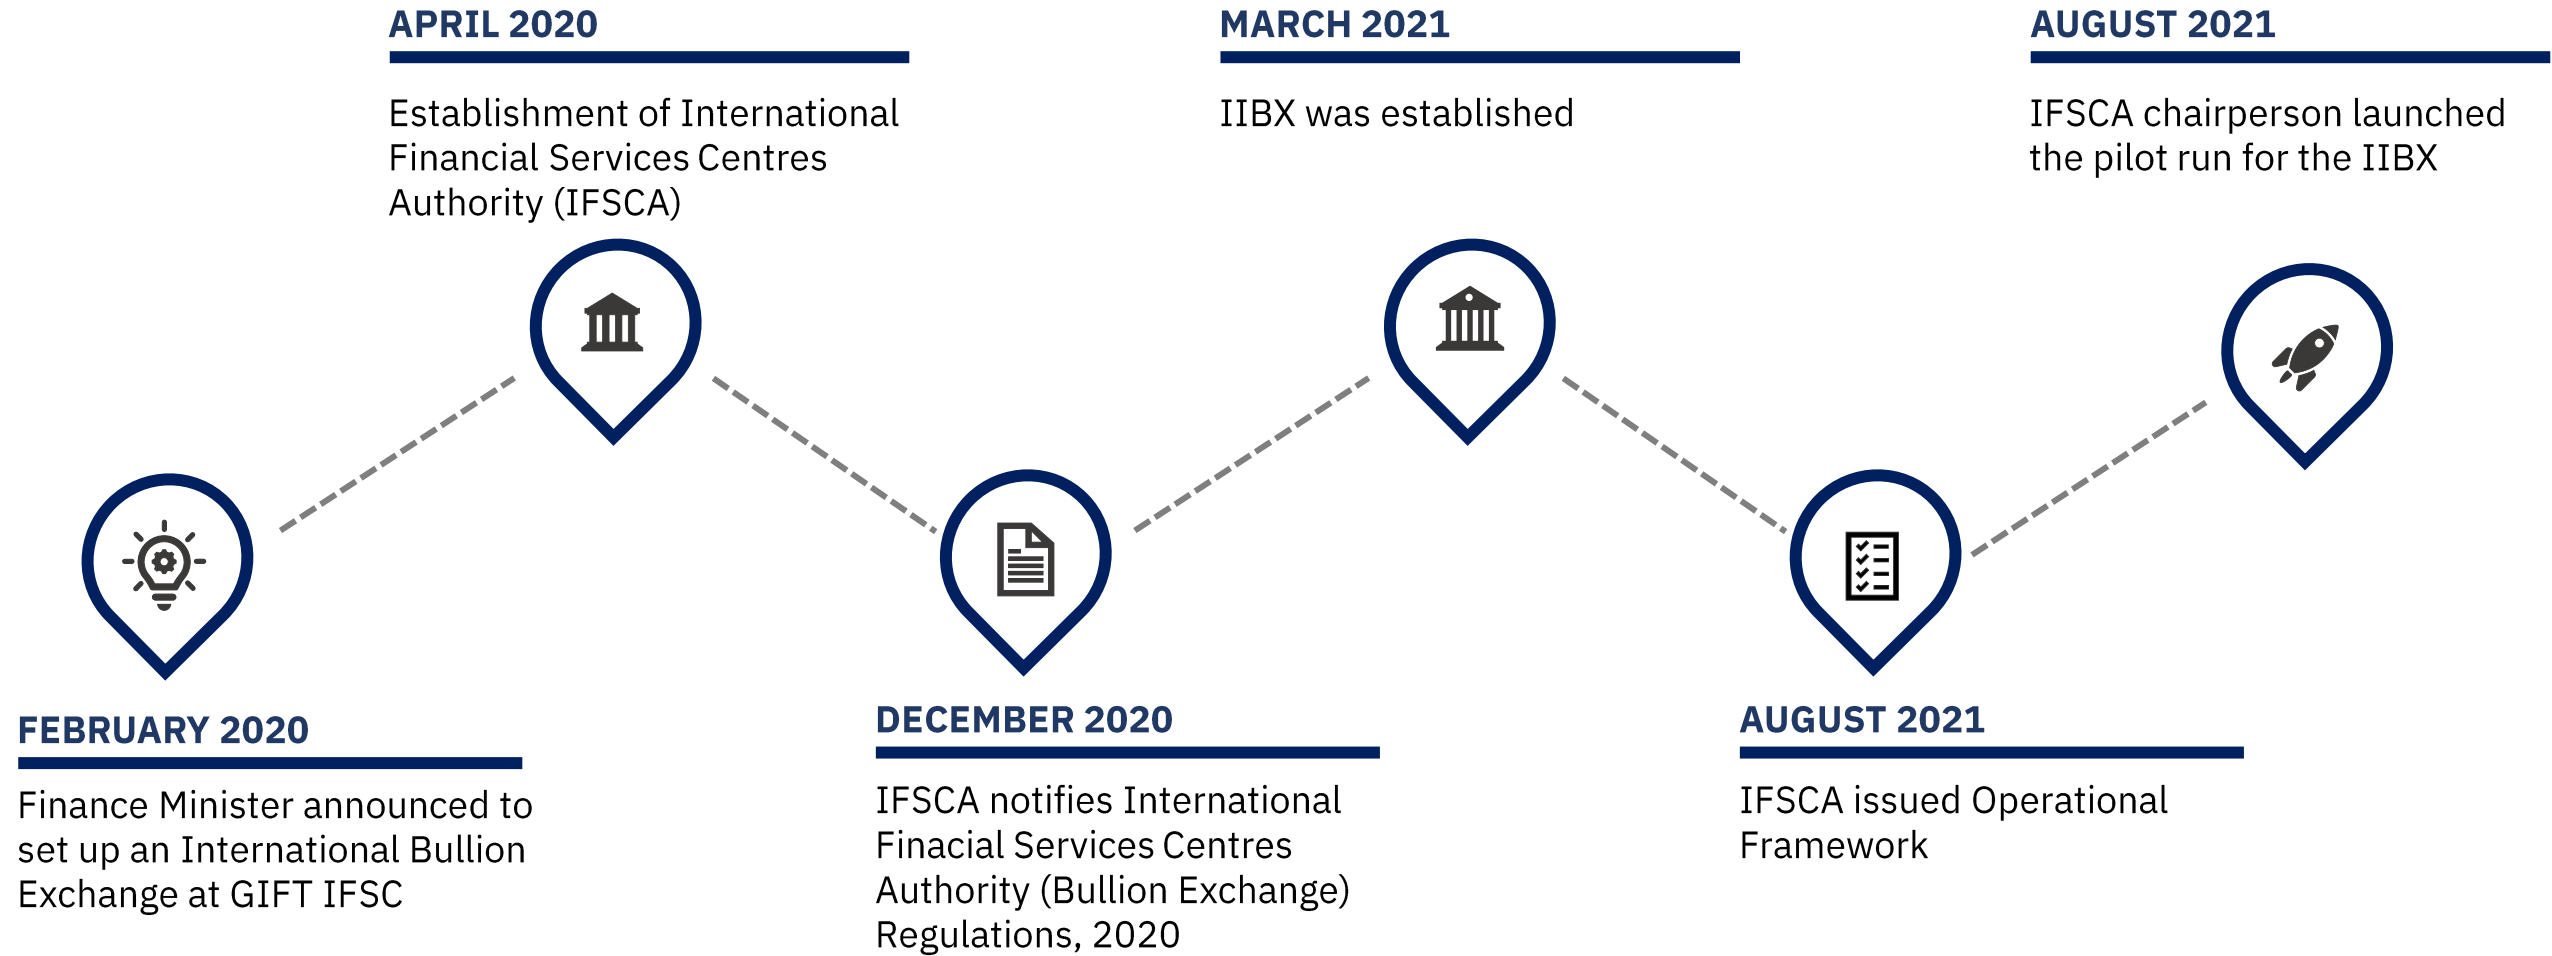 APRIL 2020
Establishment of International
Financial Services Centres
Authority (IFSCA)
MARCH 2021
IIBX was established
AUGUST 2021
IFSCA chairperson launched
the pilot run for the IIBX
FEBRUARY 2020
Finance Minister announced to
set up an International Bullion
Exchange at GIFT IFSC
DECEMBER 2020
IFSCA notifies International
Finacial Services Centres
Authority (Bullion Exchange)
Regulations, 2020
AUGUST 2021
IFSCA issued Operational
Framework